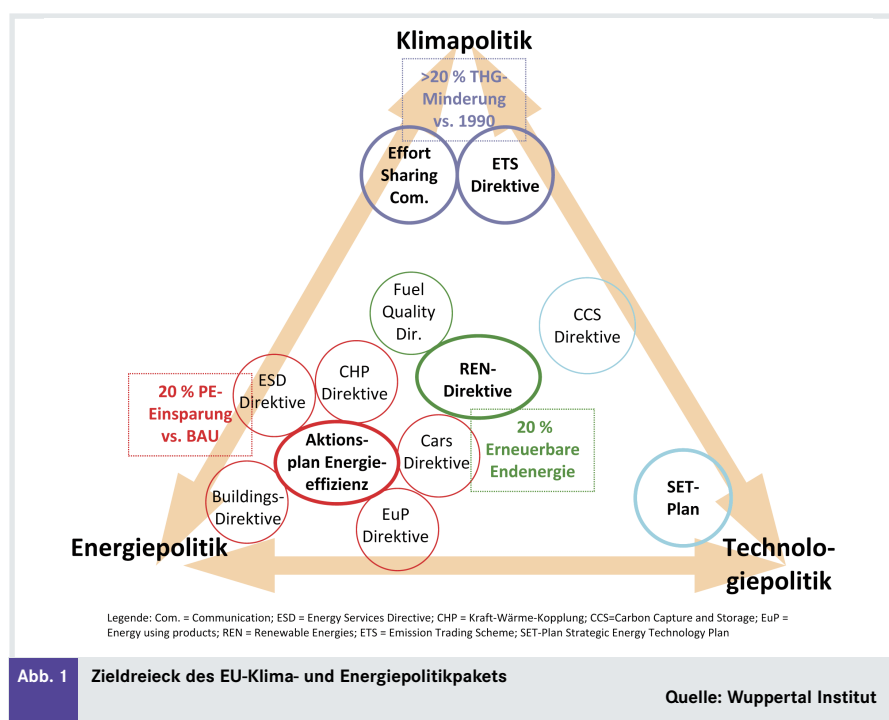 Klimapolitik
>20 % THG-
Minderung
vs. 1990
Effort
Sharing
Com.
ETS
Direktive
Fuel
Quality
Dir.
CCS
Direktive
REN-
Direktive
CHP
Direktive
ESD
Direktive
20 % PE-
Einsparung
vs. BAU
Aktions-
plan Energie-
effizienz
Cars
Direktive
20 %
Erneuerbare
Endenergie
Buildings-
Direktive
EuP
Direktive
SET-
Plan
Energiepolitik
Technolo-
giepolitik
Legende: Com. = Communication; ESD = Energy Services Directive; CHP = Kraft-Wärme-Kopplung; CCS=Carbon Capture and Storage; EuP =
Energy using products; REN = Renewable Energies; ETS = Emission Trading Scheme; SET-Plan Strategic Energy Technology Plan
Abb. 1 Zieldreieck des EU-Klima- und Energiepolitikpakets
Quelle: Wuppertal Institut